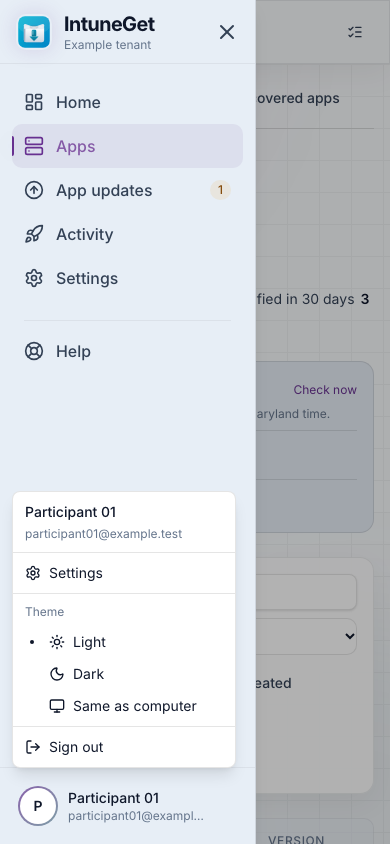 IntuneGet
Example tenant
Home
Apps
overed apps
App updates
1
Activity
Settings
fied in 30 days 3
Help
Check now
aryland time.
Participant 01
participant01@example.test
Settings
Theme
Light
Dark
Same as computer
eated
Sign out
P
Participant 01
participant01@exampl...
VERSION